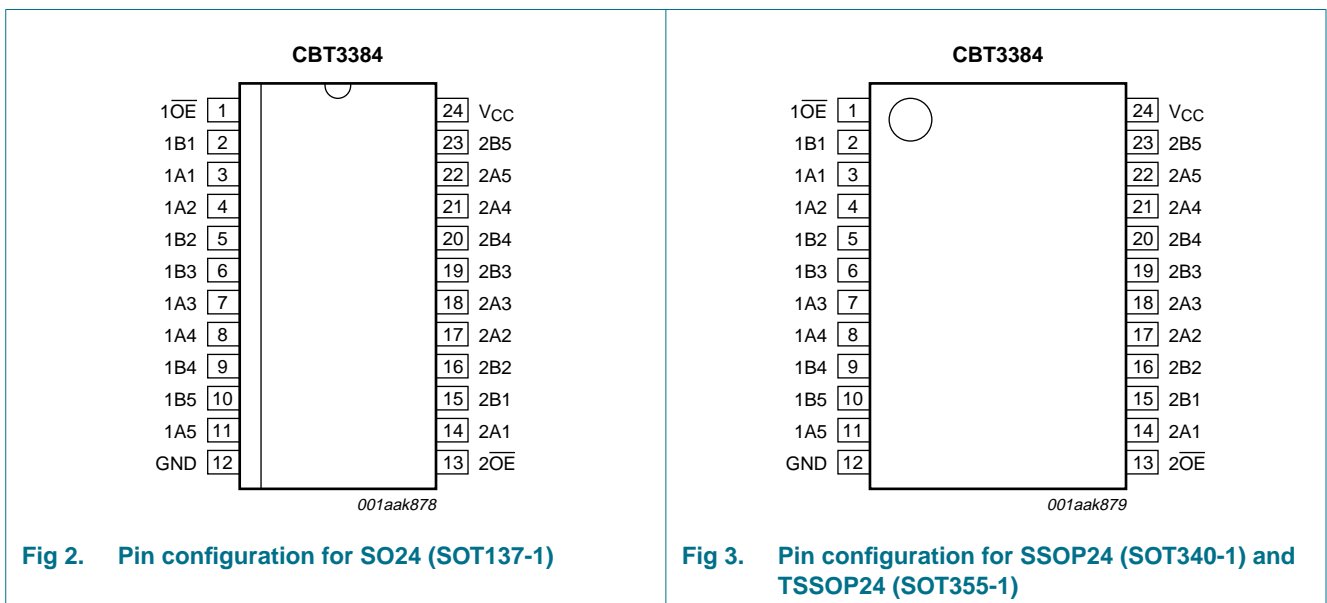 CBT3384
1O̅E̅ 1
1B1 2
1A1 3
1A2 4
1B2 5
1B3 6
1A3 7
1A4 8
1B4 9
1B5 10
1A5 11
GND 12
24 VCC
23 2B5
22 2A5
21 2A4
20 2B4
19 2B3
18 2A3
17 2A2
16 2B2
15 2B1
14 2A1
13 2O̅E̅
001aak878
Fig 2. Pin configuration for SO24 (SOT137-1)
CBT3384
1O̅E̅ 1
1B1 2
1A1 3
1A2 4
1B2 5
1B3 6
1A3 7
1A4 8
1B4 9
1B5 10
1A5 11
GND 12
24 VCC
23 2B5
22 2A5
21 2A4
20 2B4
19 2B3
18 2A3
17 2A2
16 2B2
15 2B1
14 2A1
13 2O̅E̅
001aak879
Fig 3. Pin configuration for SSOP24 (SOT340-1) and
TSSOP24 (SOT355-1)